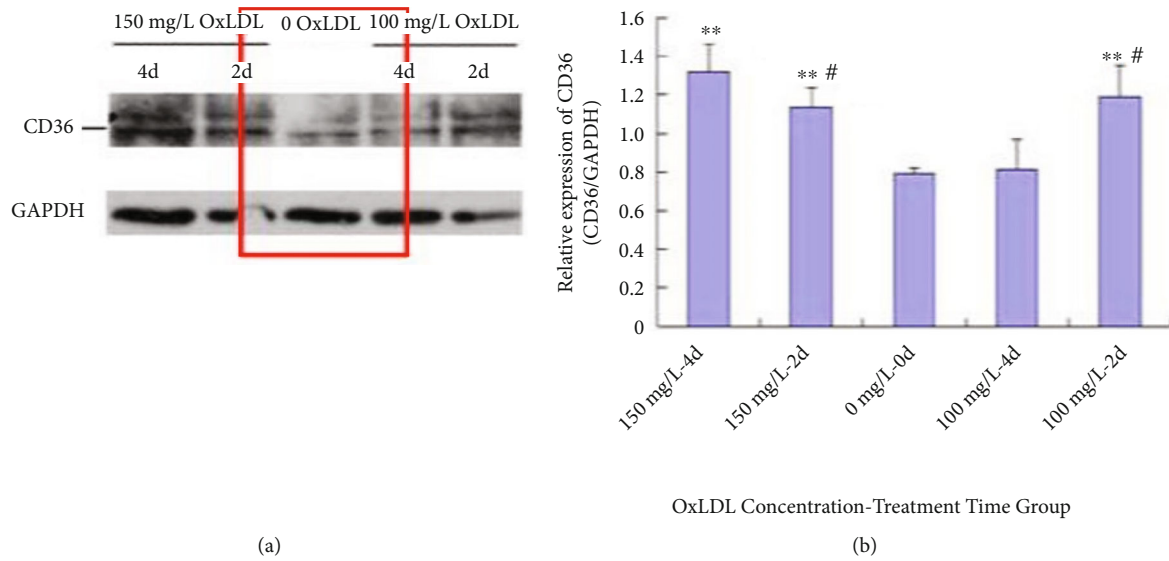 150 mg/L OxLDL 0 OxLDL 100 mg/L OxLDL
4d 2d 4d 2d
CD36
GAPDH
(a)
Relative expression of CD36
(CD36/GAPDH)
1.6
1.4
1.2
1.0
0.8
0.6
0.4
0.2
0
** ** # ** #
150 mg/L-4d
150 mg/L-2d
0 mg/L-0d
100 mg/L-4d
100 mg/L-2d
OxLDL Concentration-Treatment Time Group
(b)